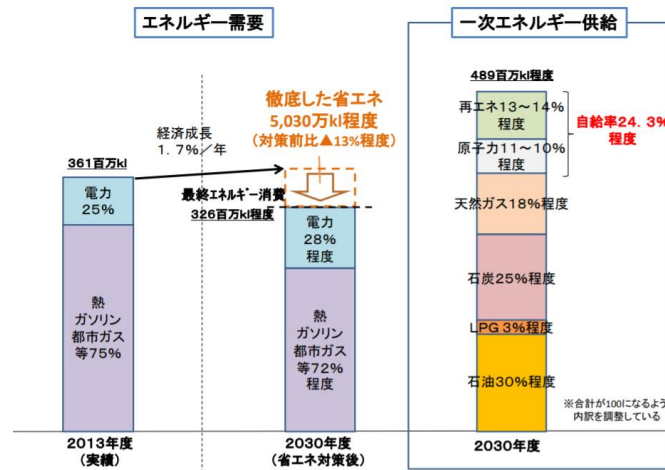 エネルギー需要
経済成長
1.7%/年
徹底した省エネ
5,030万kl程度
(対策前比▲13%程度)
361百万kl
最終エネルギー消費
326百万kl程度
電力
25%
熱
ガソリン
都市ガス
等75%
電力
28%
程度
熱
ガソリン
都市ガス
等72%
程度
2013年度
(実績)
2030年度
(省エネ対策後)
一次エネルギー供給
489百万kl程度
再エネ13~14%
程度
原子力11~10%
程度
自給率24.3%
程度
天然ガス18%程度
石炭25%程度
LPG 3%程度
石油30%程度
※合計が100になるよう
内訳を調整している
2030年度